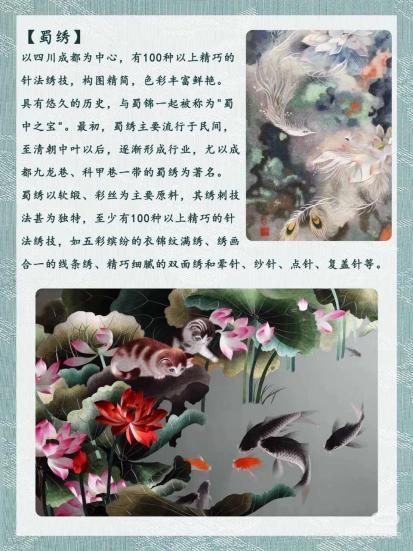 【蜀绣】
以四川成都为中心，有100种以上精巧的
针法绣技，构图精简，色彩丰富鲜艳。
具有悠久的历史，与蜀锦一起被称为"蜀
中之宝"。最初，蜀绣主要流行于民间，
至清朝中叶以后，逐渐形成行业，尤以成
都九龙巷、科甲巷一带的蜀绣为著名。
蜀绣以软缎、彩丝为主要原料，其绣刺技
法甚为独特，至少有100种以上精巧的针
法绣技，如五彩缤纷的衣锦纹满绣、绣画
合一的线条绣、精巧细腻的双面绣和晕针、纱针、点针、复盖针等。